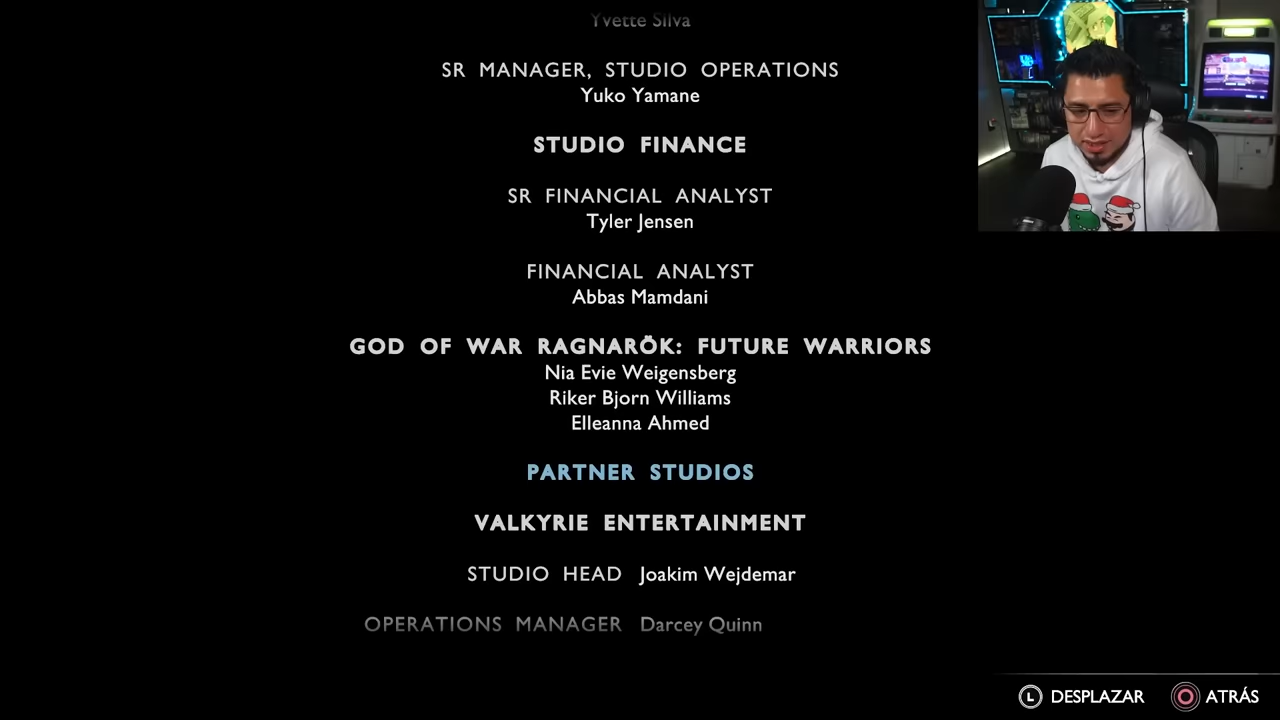 Yvette Silva
SR MANAGER, STUDIO OPERATIONS
Yuko Yamane
STUDIO FINANCE
SR FINANCIAL ANALYST
Tyler Jensen
FINANCIAL ANALYST
Abbas Mamdani
GOD OF WAR RAGNARÖK: FUTURE WARRIORS
Nia Evie Weigensberg
Riker Bjorn Williams
Elleanna Ahmed
PARTNER STUDIOS
VALKYRIE ENTERTAINMENT
STUDIO HEAD Joakim Wejdemar
OPERATIONS MANAGER Darcey Quinn
L DESPLAZAR ATRÁS